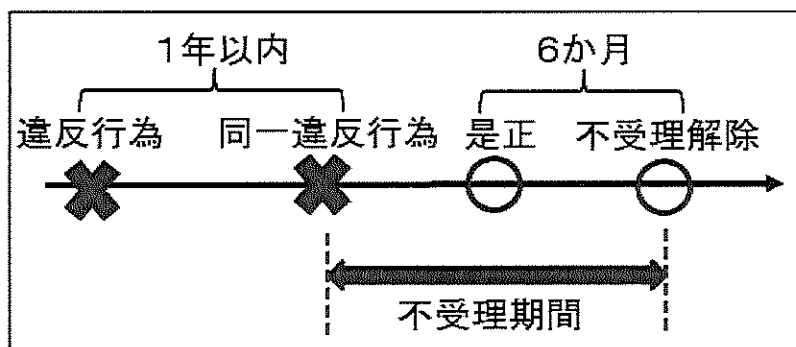 1年以内
6か月
違反行為
同一違反行為
是正
不受理解除
不受理期間